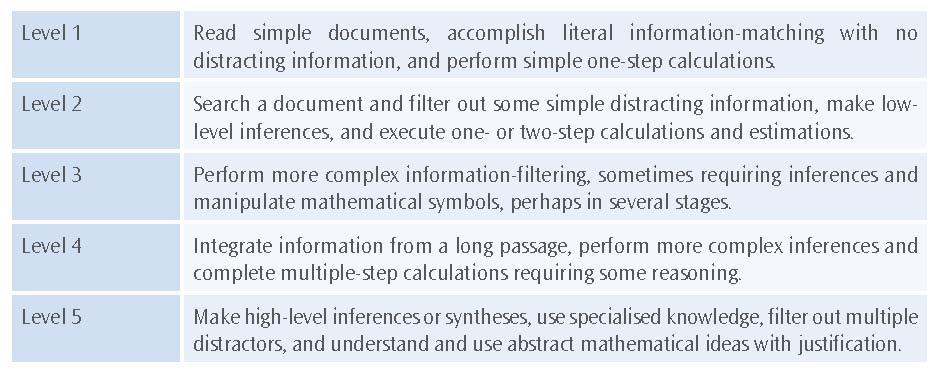 Level 1
Read simple documents, accomplish literal information-matching with no
distracting information, and perform simple one-step calculations.
Level 2
Search a document and filter out some simple distracting information, make low-
level inferences, and execute one- or two-step calculations and estimations.
Level 3
Perform more complex information-filtering, sometimes requiring inferences and
manipulate mathematical symbols, perhaps in several stages.
Level 4
Integrate information from a long passage, perform more complex inferences and
complete multiple-step calculations requiring some reasoning.
Level 5
Make high-level inferences or syntheses, use specialised knowledge, filter out multiple
distractors, and understand and use abstract mathematical ideas with justification.